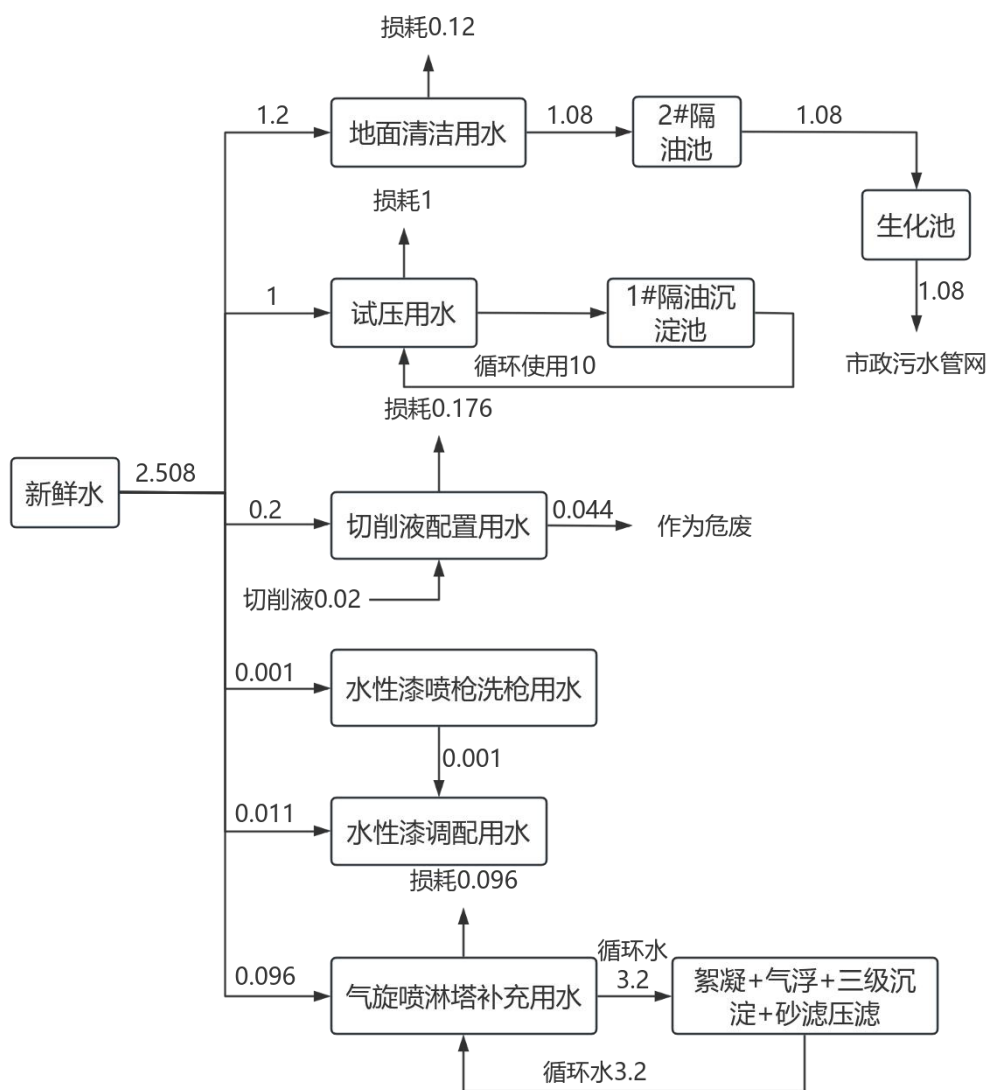 损耗0.12
1.2
地面清洁用水
1.08
2#隔
油池
1.08
生化池
1.08
市政污水管网
损耗1
1
试压用水
1#隔油沉
淀池
循环使用10
损耗0.176
新鲜水
2.508
0.2
切削液配置用水
0.044
作为危废
切削液0.02
0.001
水性漆喷枪洗枪用水
0.001
0.011
水性漆调配用水
损耗0.096
0.096
气旋喷淋塔补充用水
循环水
3.2
絮凝+气浮+三级沉
淀+砂滤压滤
循环水3.2